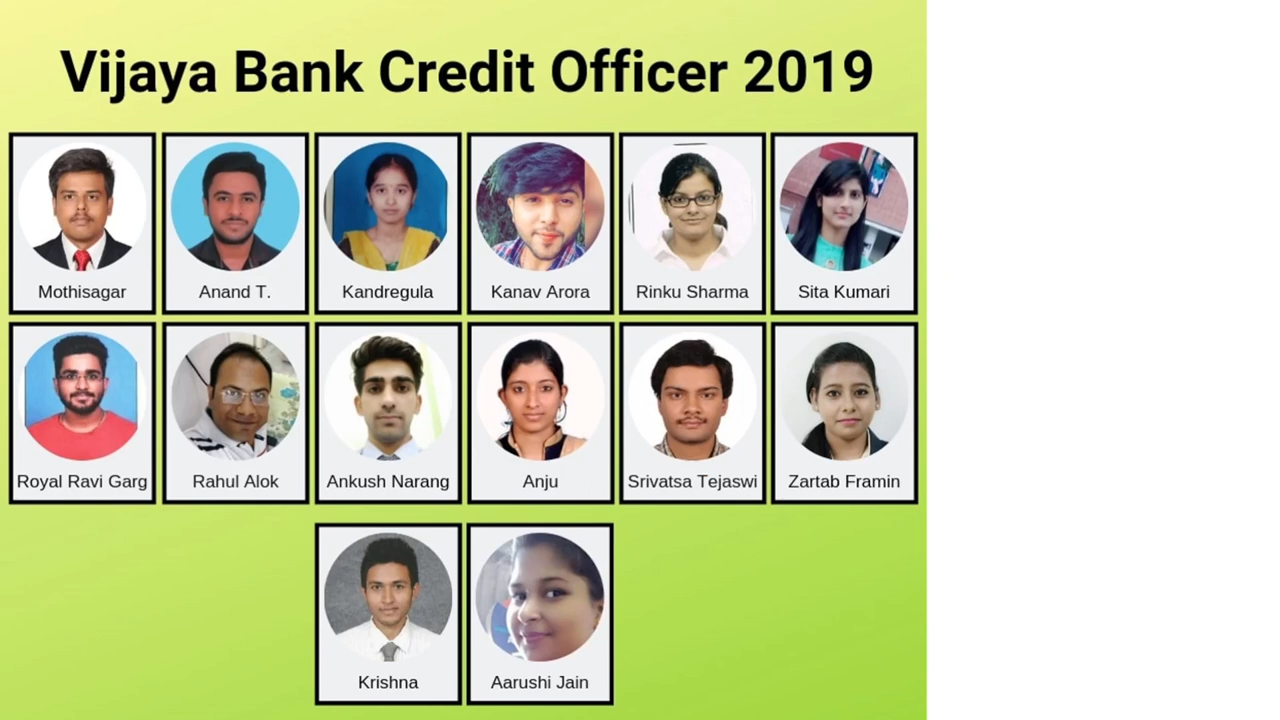 Vijaya Bank Credit Officer 2019
Mothisagar
Anand T.
Kandregula
Kanav Arora
Rinku Sharma
Sita Kumari
Royal Ravi Garg
Rahul Alok
Ankush Narang
Anju
Srivatsa Tejaswi
Zartab Framin
Krishna
Aarushi Jain